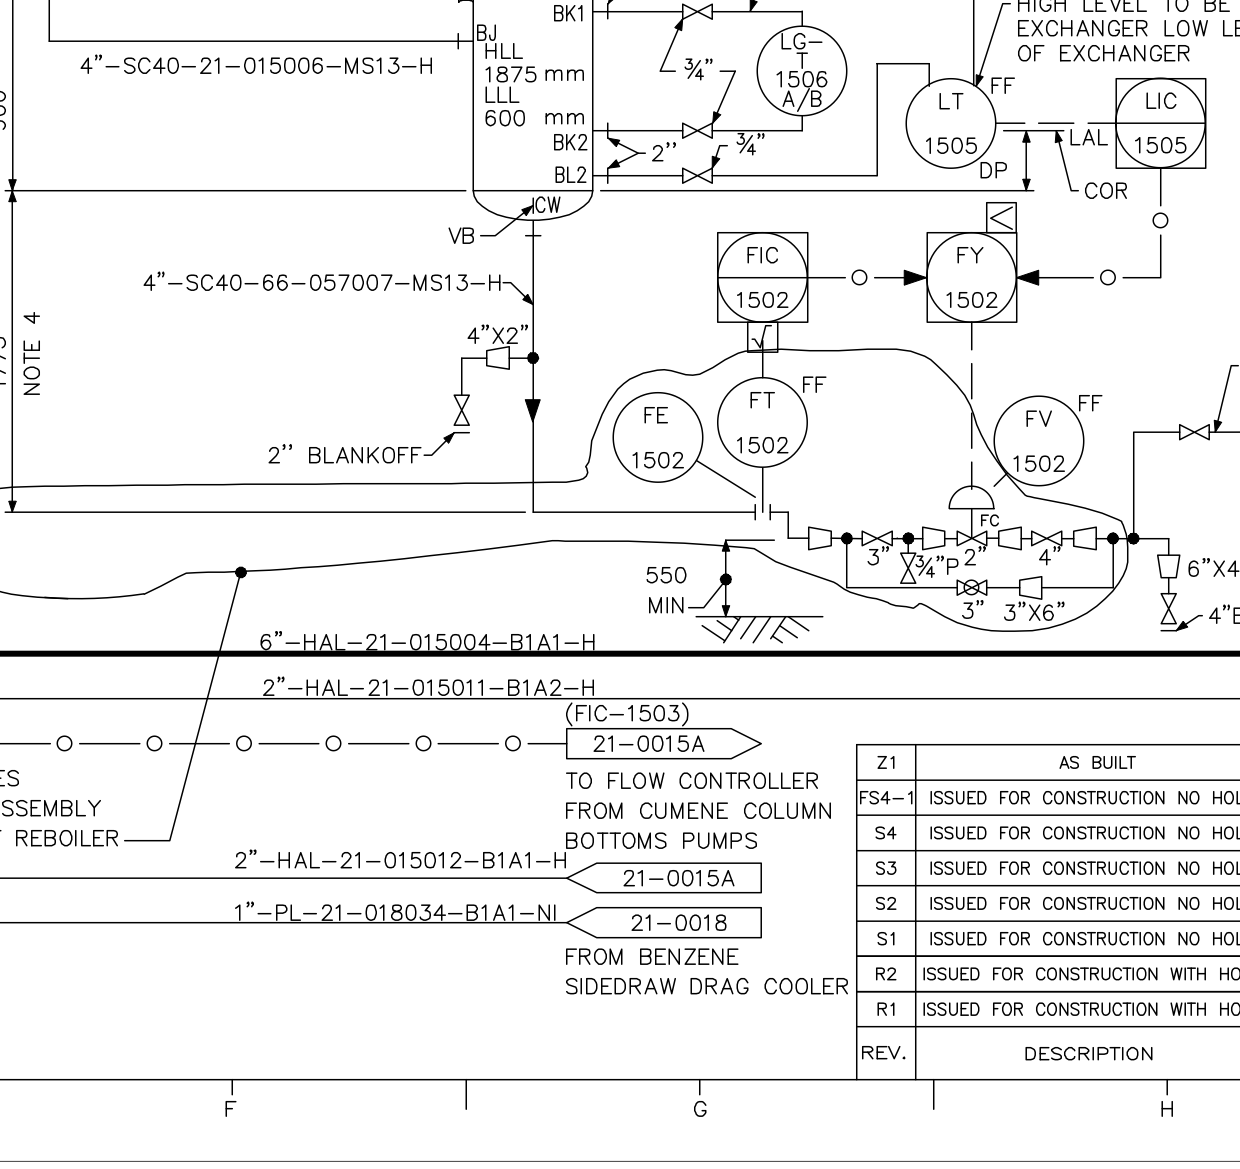 HIGH LEVEL TO BE
EXCHANGER LOW LE
OF EXCHANGER
BK1
BJ
HLL
1875 mm
LLL
600 mm
BK2
BL2
4"-SC40-21-015006-MS13-H
¾"
LG-
T
1506
A/B
2"
¾"
LT
1505
FF
DP
LAL
COR
LIC
1505
CW
VB
4"-SC40-66-057007-MS13-H
NOTE 4
4"X2"
2'' BLANKOFF
FIC
1502
√
FY
1502
<
FE
1502
FT
1502
FF
FV
1502
FF
FC
3"
¾"P
2"
4"
3"
3"X6"
6"X4
4"B
550
MIN
6"-HAL-21-015004-B1A1-H
2"-HAL-21-015011-B1A2-H
(FIC-1503)
21-0015A
TO FLOW CONTROLLER
FROM CUMENE COLUMN
BOTTOMS PUMPS
ES
SSEMBLY
T REBOILER
2"-HAL-21-015012-B1A1-H
21-0015A
1"-PL-21-018034-B1A1-NI
21-0018
FROM BENZENE
SIDEDRAW DRAG COOLER
Z1 AS BUILT
FS4-1 ISSUED FOR CONSTRUCTION NO HOL
S4 ISSUED FOR CONSTRUCTION NO HOL
S3 ISSUED FOR CONSTRUCTION NO HOL
S2 ISSUED FOR CONSTRUCTION NO HOL
S1 ISSUED FOR CONSTRUCTION NO HOL
R2 ISSUED FOR CONSTRUCTION WITH HO
R1 ISSUED FOR CONSTRUCTION WITH HO
REV. DESCRIPTION
F G H